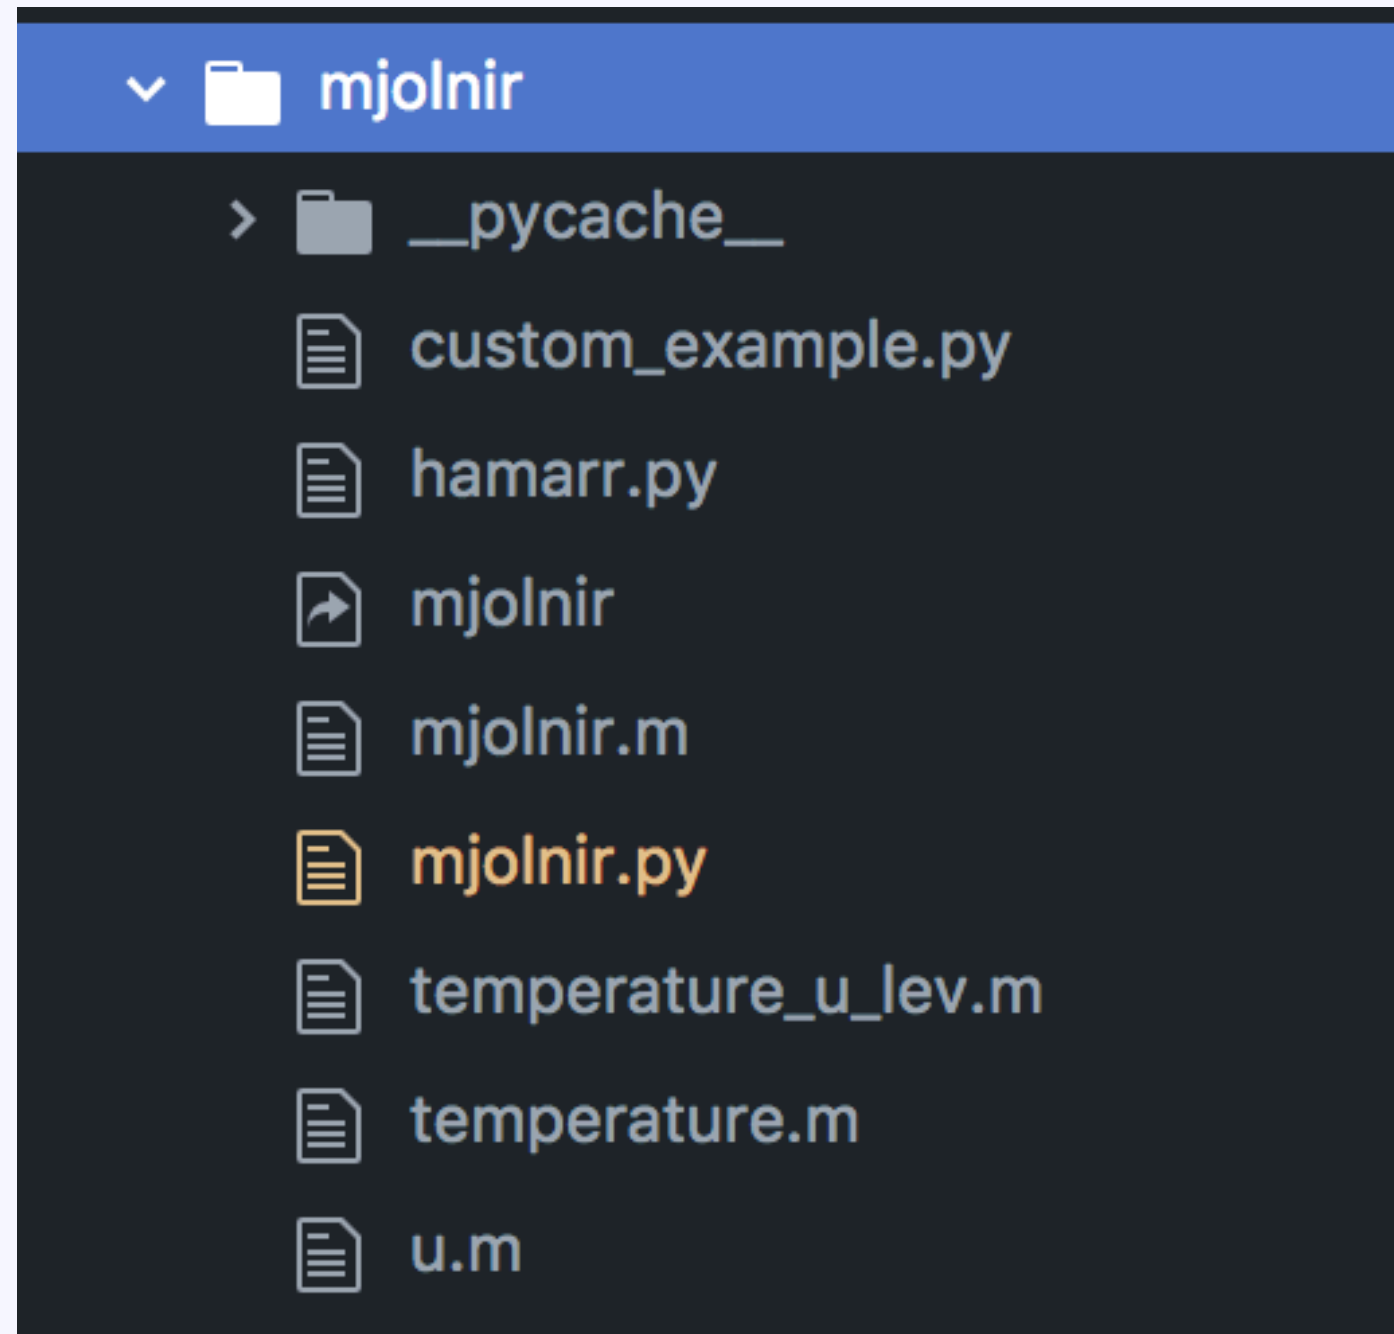 mjolnir
__pycache__
custom_example.py
hamarr.py
mjolnir
mjolnir.m
mjolnir.py
temperature_u_lev.m
temperature.m
u.m